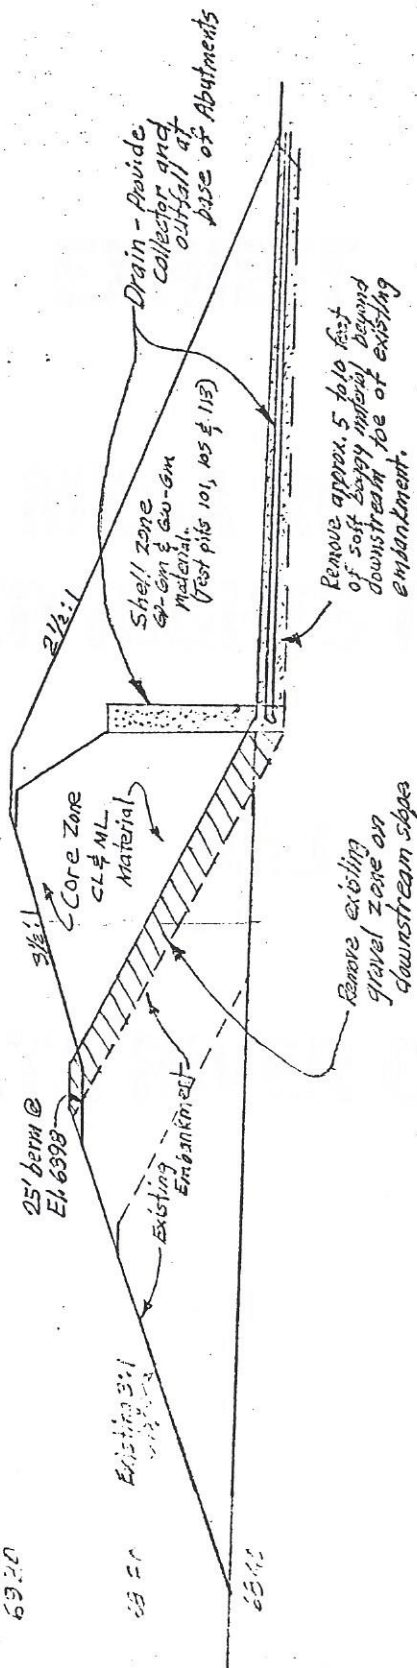 25' berm @
El. 6398
3½:1
2½:1
Core Zone
CL & ML
Material
Shell Zone
GP-GM & GW-GM
material.
(Test pits 101, 105 & 113)
Drain - Provide
collector and
outfall at
base of Abutments
Existing 3:1
Existing
Embankment
Remove existing
gravel zone on
downstream slope
Remove approx. 5 to 10 feet
of soft boggy material beyond
downstream toe of existing
embankment.